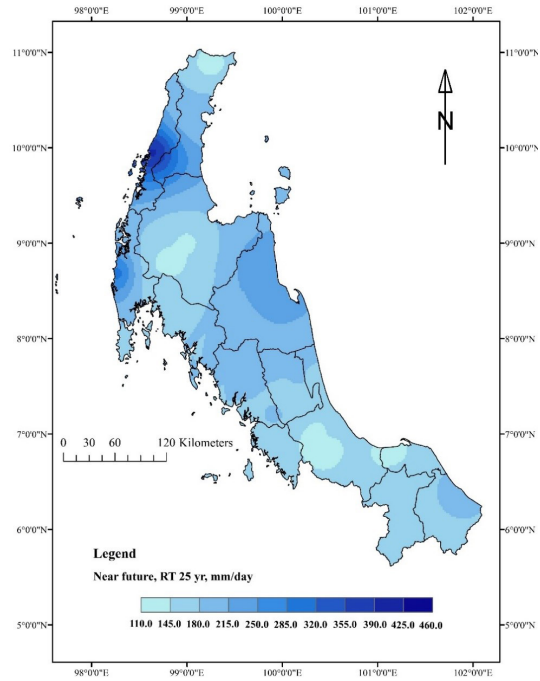 98°0'0"E 99°0'0"E 100°0'0"E 101°0'0"E 102°0'0"E
11°0'0"N 11°0'0"N
N
10°0'0"N 10°0'0"N
9°0'0"N 9°0'0"N
8°0'0"N 8°0'0"N
0 30 60 120 Kilometers
7°0'0"N 7°0'0"N
6°0'0"N 6°0'0"N
Legend
Near future, RT 25 yr, mm/day
110.0 145.0 180.0 215.0 250.0 285.0 320.0 355.0 390.0 425.0 460.0
5°0'0"N 5°0'0"N
98°0'0"E 99°0'0"E 100°0'0"E 101°0'0"E 102°0'0"E